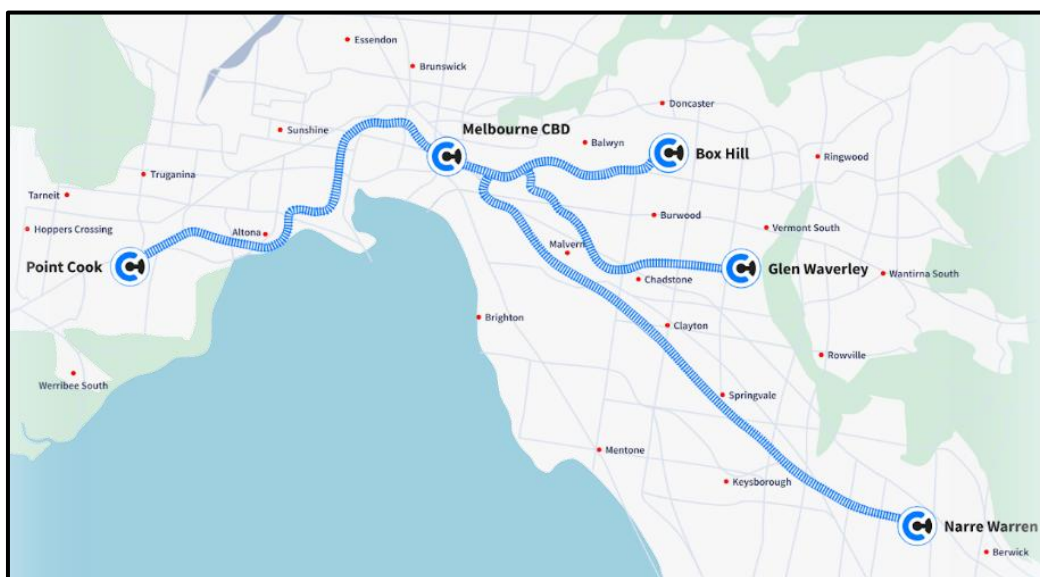 Essendon
Brunswick
Doncaster
Melbourne CBD
Sunshine
Balwyn
Box Hill
Ringwood
Truganina
Tarneit
Burwood
Hoppers Crossing
Altona
Vermont South
Malvern
Point Cook
Glen Waverley
Wantirna South
Chadstone
Brighton
Clayton
Rowville
Werribee South
Springvale
Mentone
Keysborough
Narre Warren
Berwick